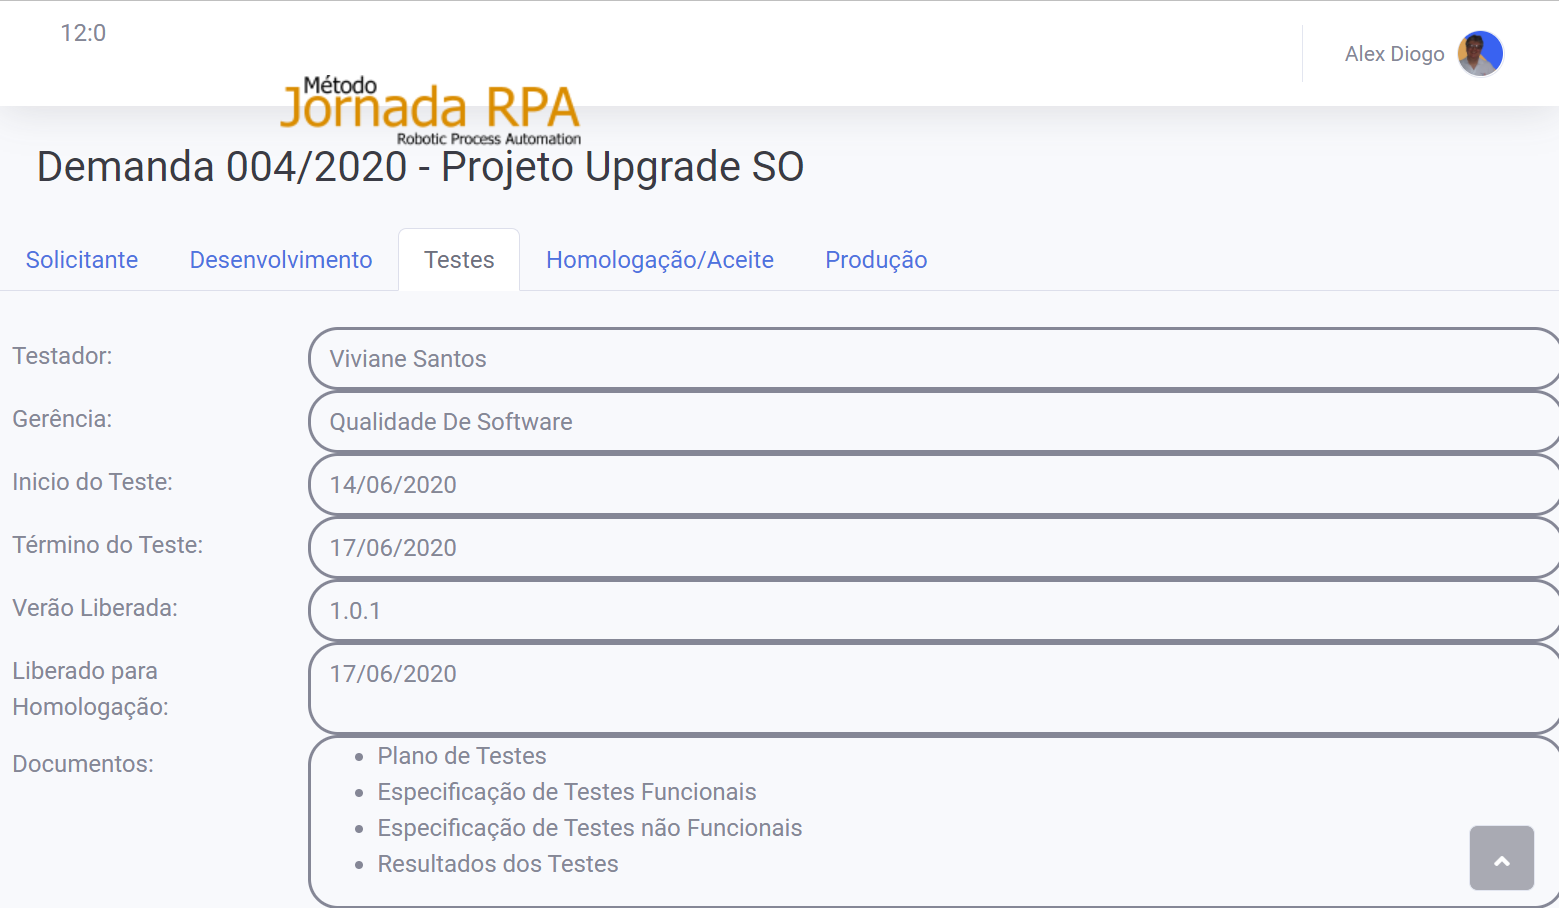 12:0
Alex Diogo
Método
Jornada RPA
Robotic Process Automation
Demanda 004/2020 - Projeto Upgrade SO
Solicitante Desenvolvimento Testes Homologação/Aceite Produção
Testador: Viviane Santos
Gerência: Qualidade De Software
Inicio do Teste: 14/06/2020
Término do Teste: 17/06/2020
Verão Liberada: 1.0.1
Liberado para 17/06/2020
Homologação:
Documentos: • Plano de Testes
• Especificação de Testes Funcionais
• Especificação de Testes não Funcionais
• Resultados dos Testes